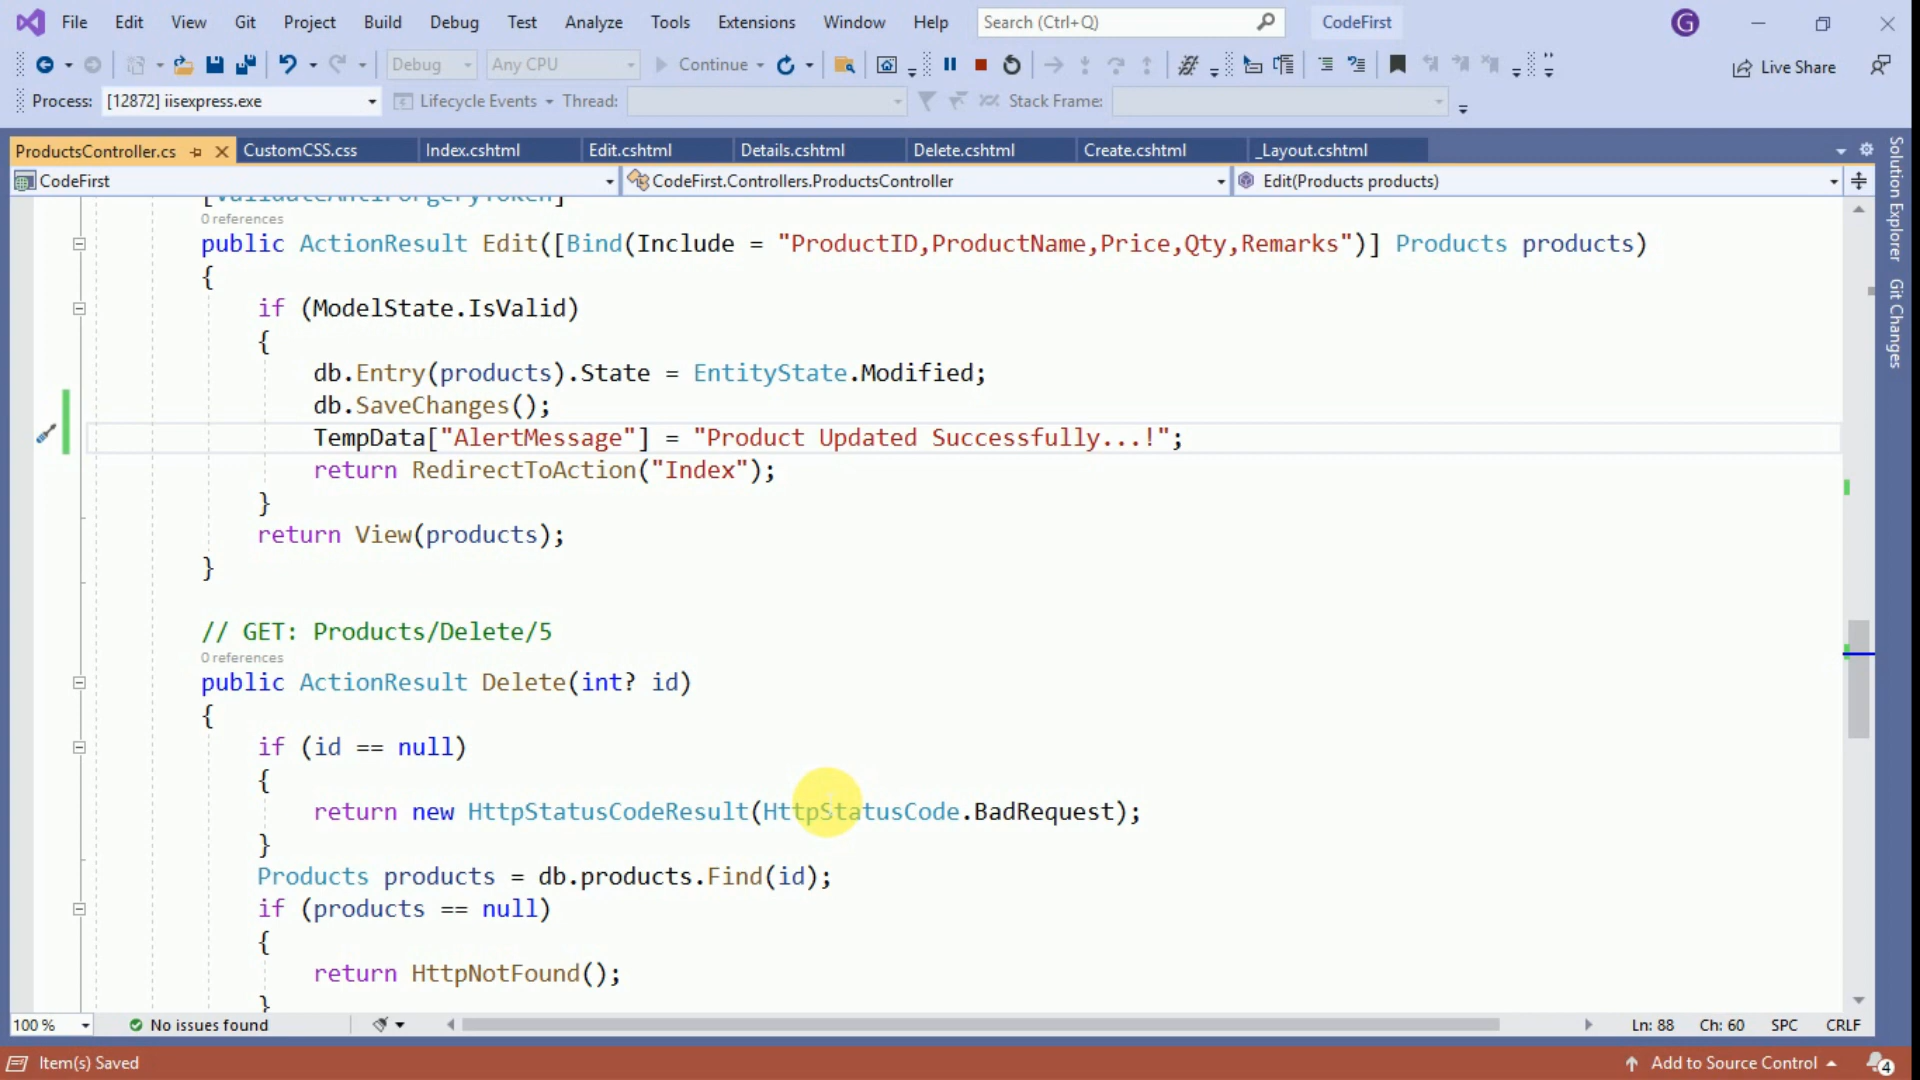 File Edit View Git Project Build Debug Test Analyze Tools Extensions Window Help Search (Ctrl+Q) CodeFirst G
Debug Any CPU Continue Live Share
Process: [12872] iisexpress.exe Lifecycle Events Thread: Stack Frame:
ProductsController.cs CustomCSS.css Index.cshtml Edit.cshtml Details.cshtml Delete.cshtml Create.cshtml _Layout.cshtml
CodeFirst CodeFirst.Controllers.ProductsController Edit(Products products)
Solution Explorer
Git Changes
[ValidateAntiForgeryToken]
0 references
public ActionResult Edit([Bind(Include = "ProductID,ProductName,Price,Qty,Remarks")] Products products)
{
if (ModelState.IsValid)
{
db.Entry(products).State = EntityState.Modified;
db.SaveChanges();
TempData["AlertMessage"] = "Product Updated Successfully...!";
return RedirectToAction("Index");
}
return View(products);
}
// GET: Products/Delete/5
0 references
public ActionResult Delete(int? id)
{
if (id == null)
{
return new HttpStatusCodeResult(HttpStatusCode.BadRequest);
}
Products products = db.products.Find(id);
if (products == null)
{
return HttpNotFound();
}
100 % No issues found Ln: 88 Ch: 60 SPC CRLF
Item(s) Saved Add to Source Control 4